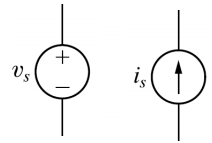 v_s + −
i_s